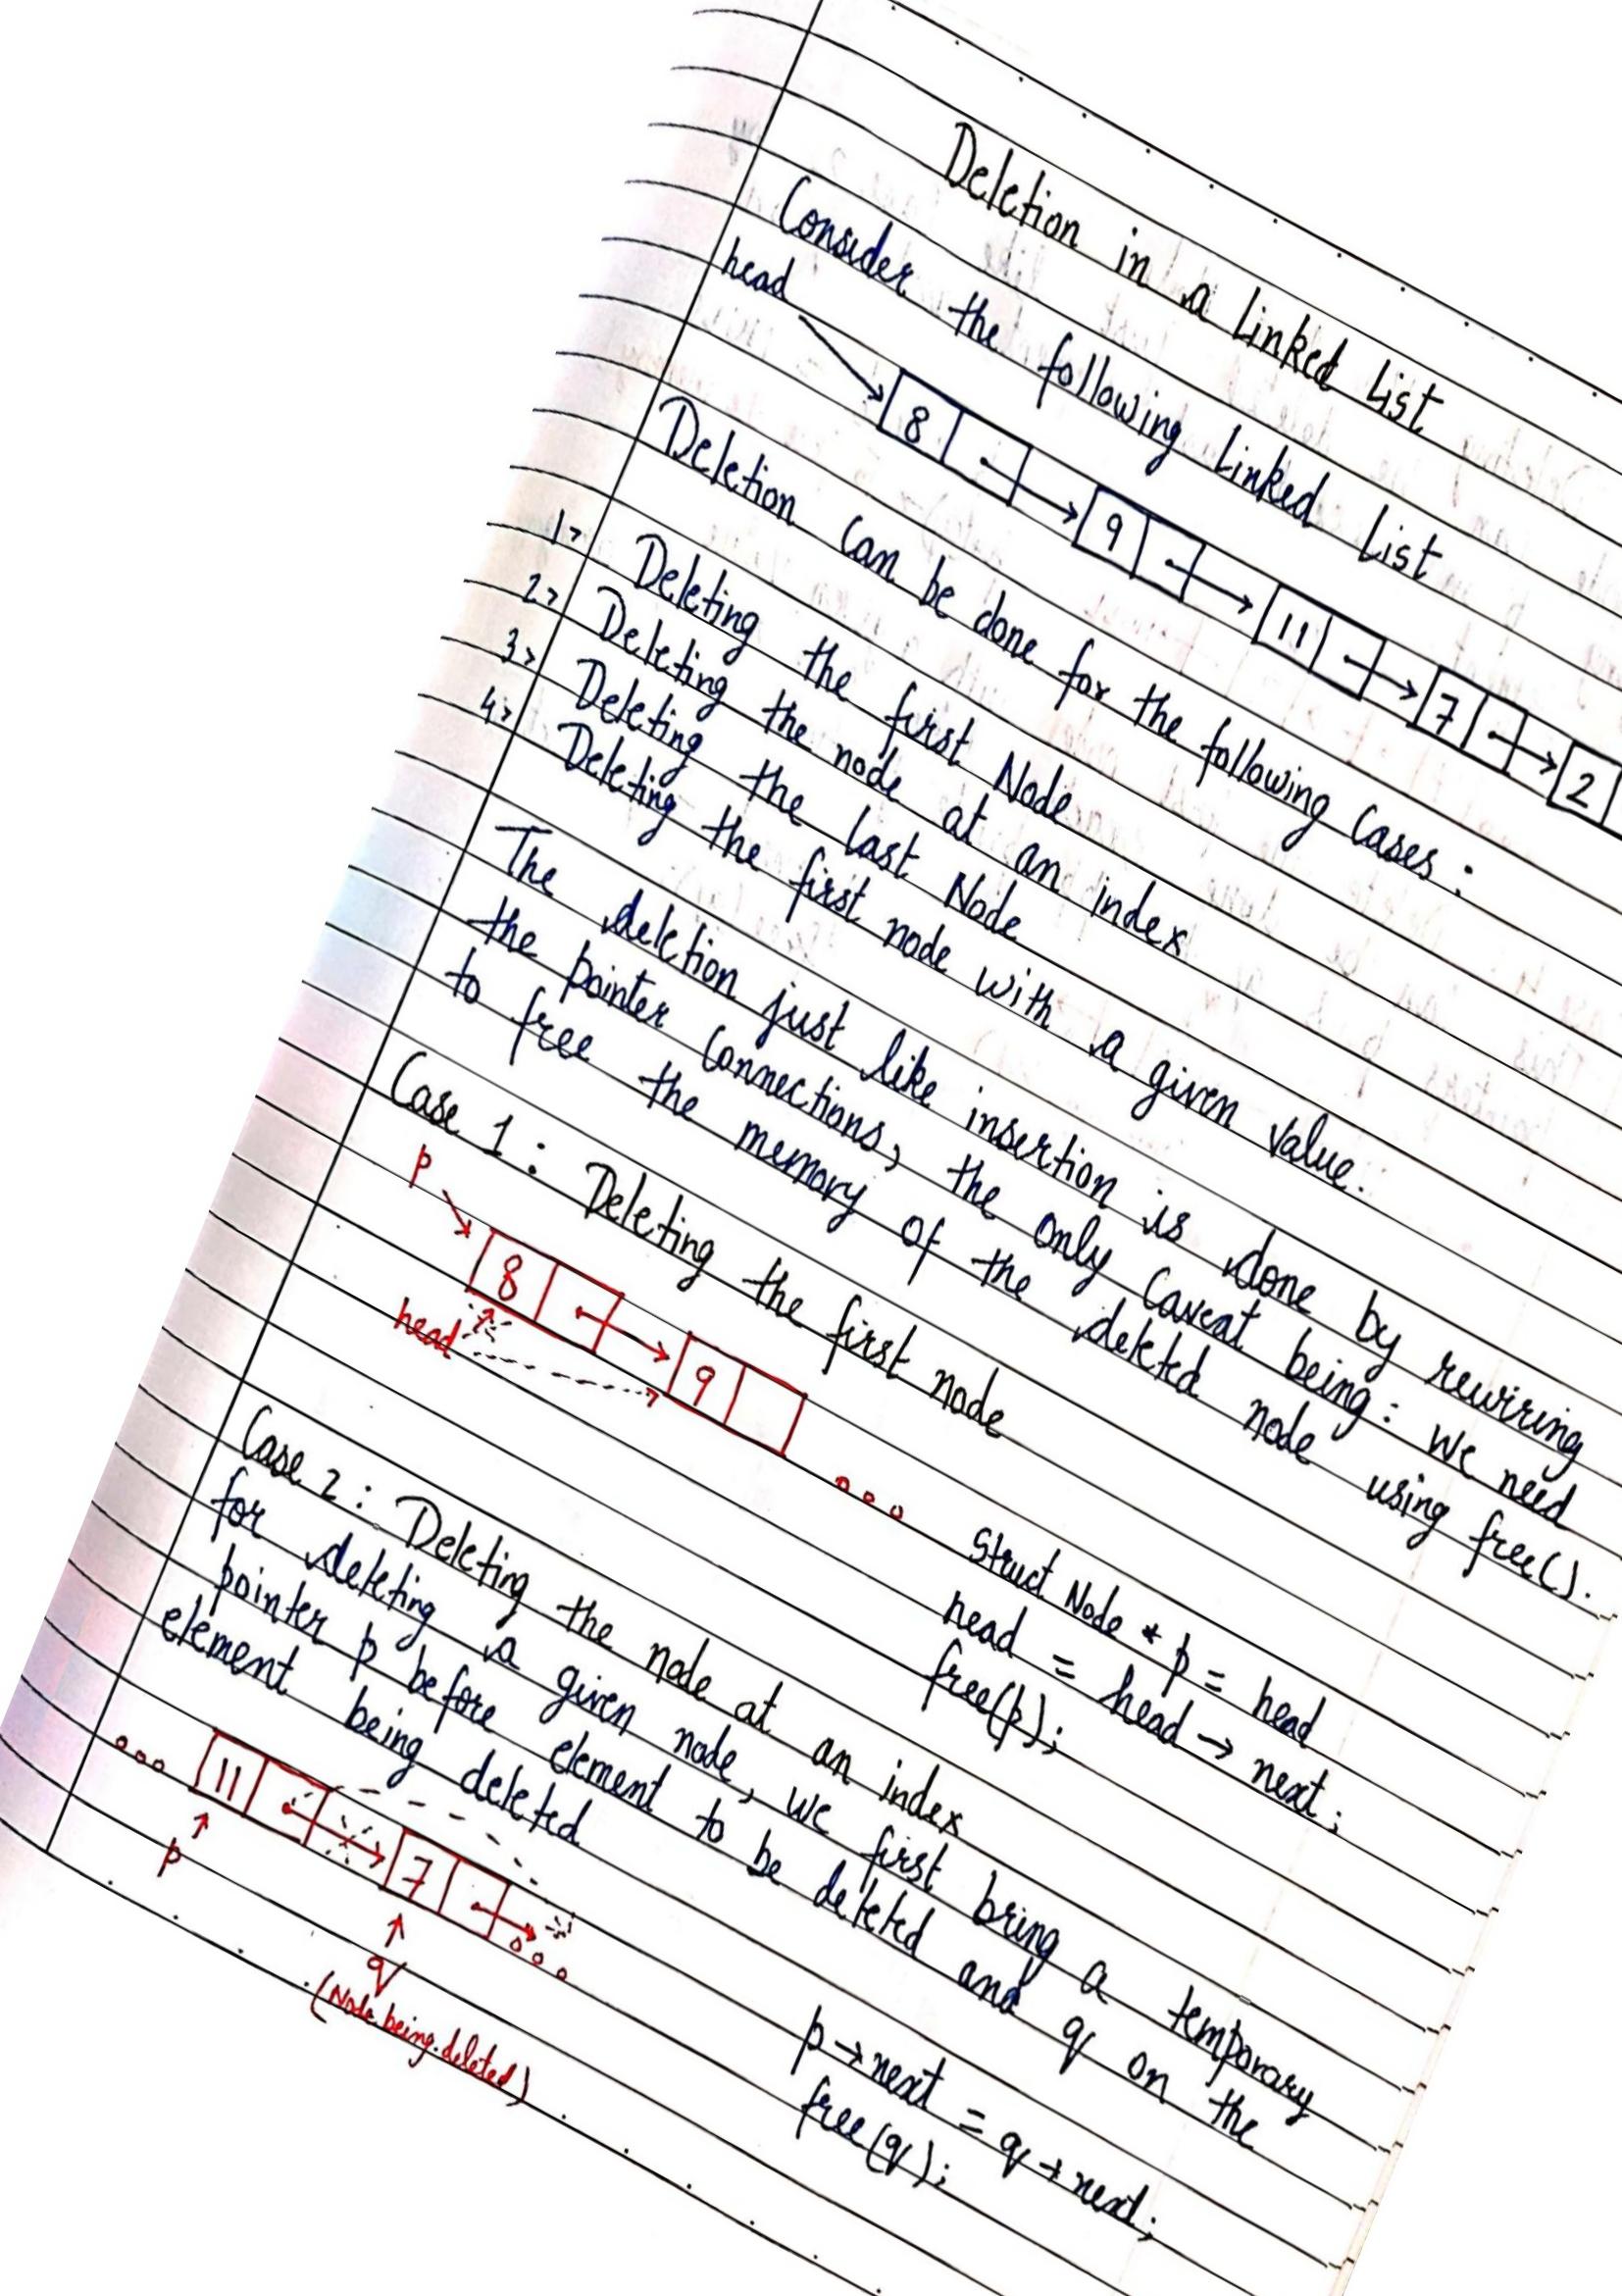 Deletion in a Linked List
Consider the following Linked List
head
8 9 11 7 2
Deletion can be done for the following cases:
1> Deleting the first Node
2> Deleting the node at an index
3> Deleting the last Node
4> Deleting the first node with a given value.
The deletion just like insertion is done by rewiring
the pointer connections, the only caveat being: we need
to free the memory of the deleted node using free().
Case 1: Deleting the first node
p
8 9
head
Struct Node * p = head
head = head → next;
free(p);
Case 2: Deleting the node at an index
for deleting a given node, we first bring a temporary
pointer p before element to be deleted and q on the
element being deleted
11 7
p
q
(Node being deleted)
p → next = q → next;
free(q);